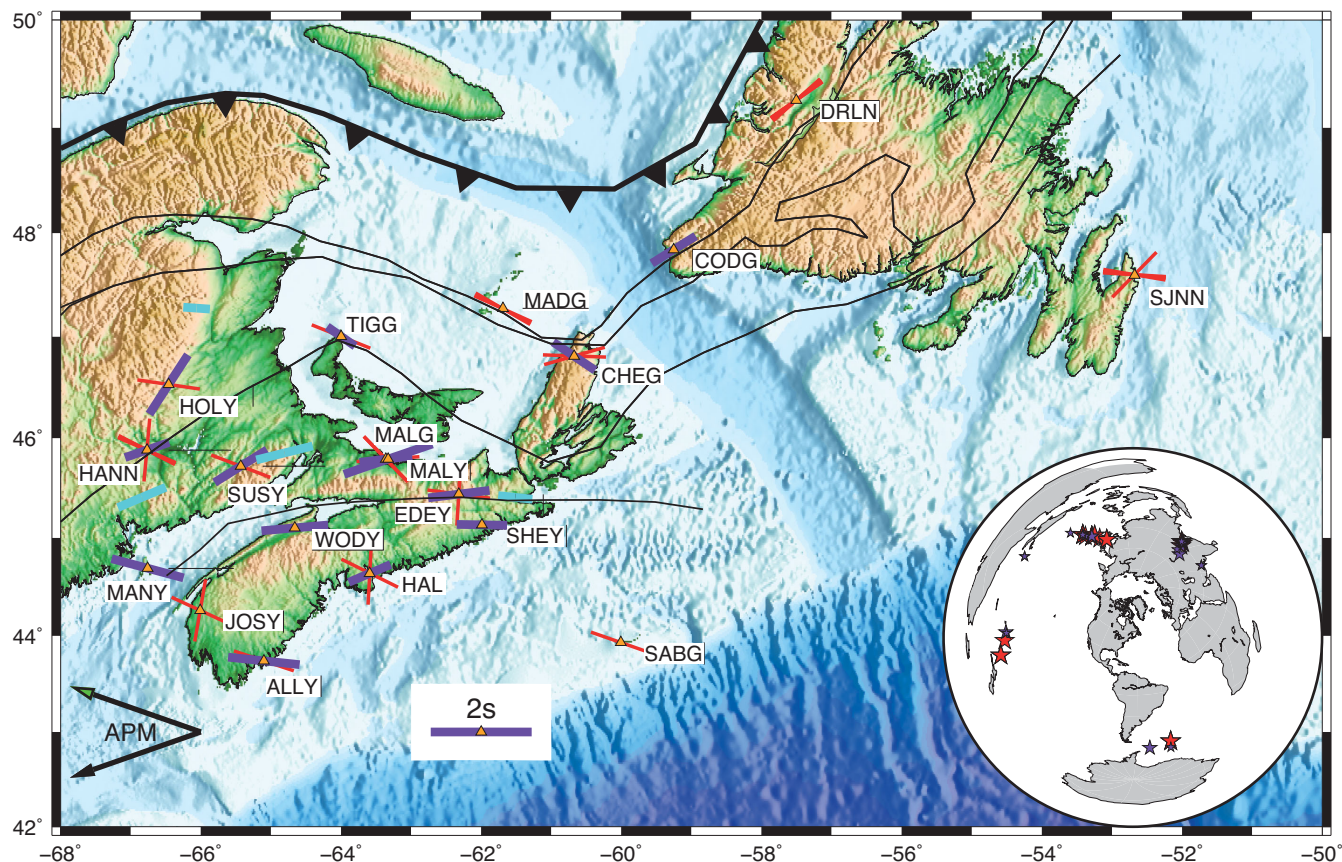 50˚
DRLN
48˚
CODG
SJNN
MADG
TIGG
CHEG
HOLY
46˚
MALG
HANN
MALY
SUSY
EDEY
WODY
SHEY
MANY
HAL
JOSY
44˚
SABG
ALLY
2s
APM
42˚
−68˚ −66˚ −64˚ −62˚ −60˚ −58˚ −56˚ −54˚ −52˚ −50˚